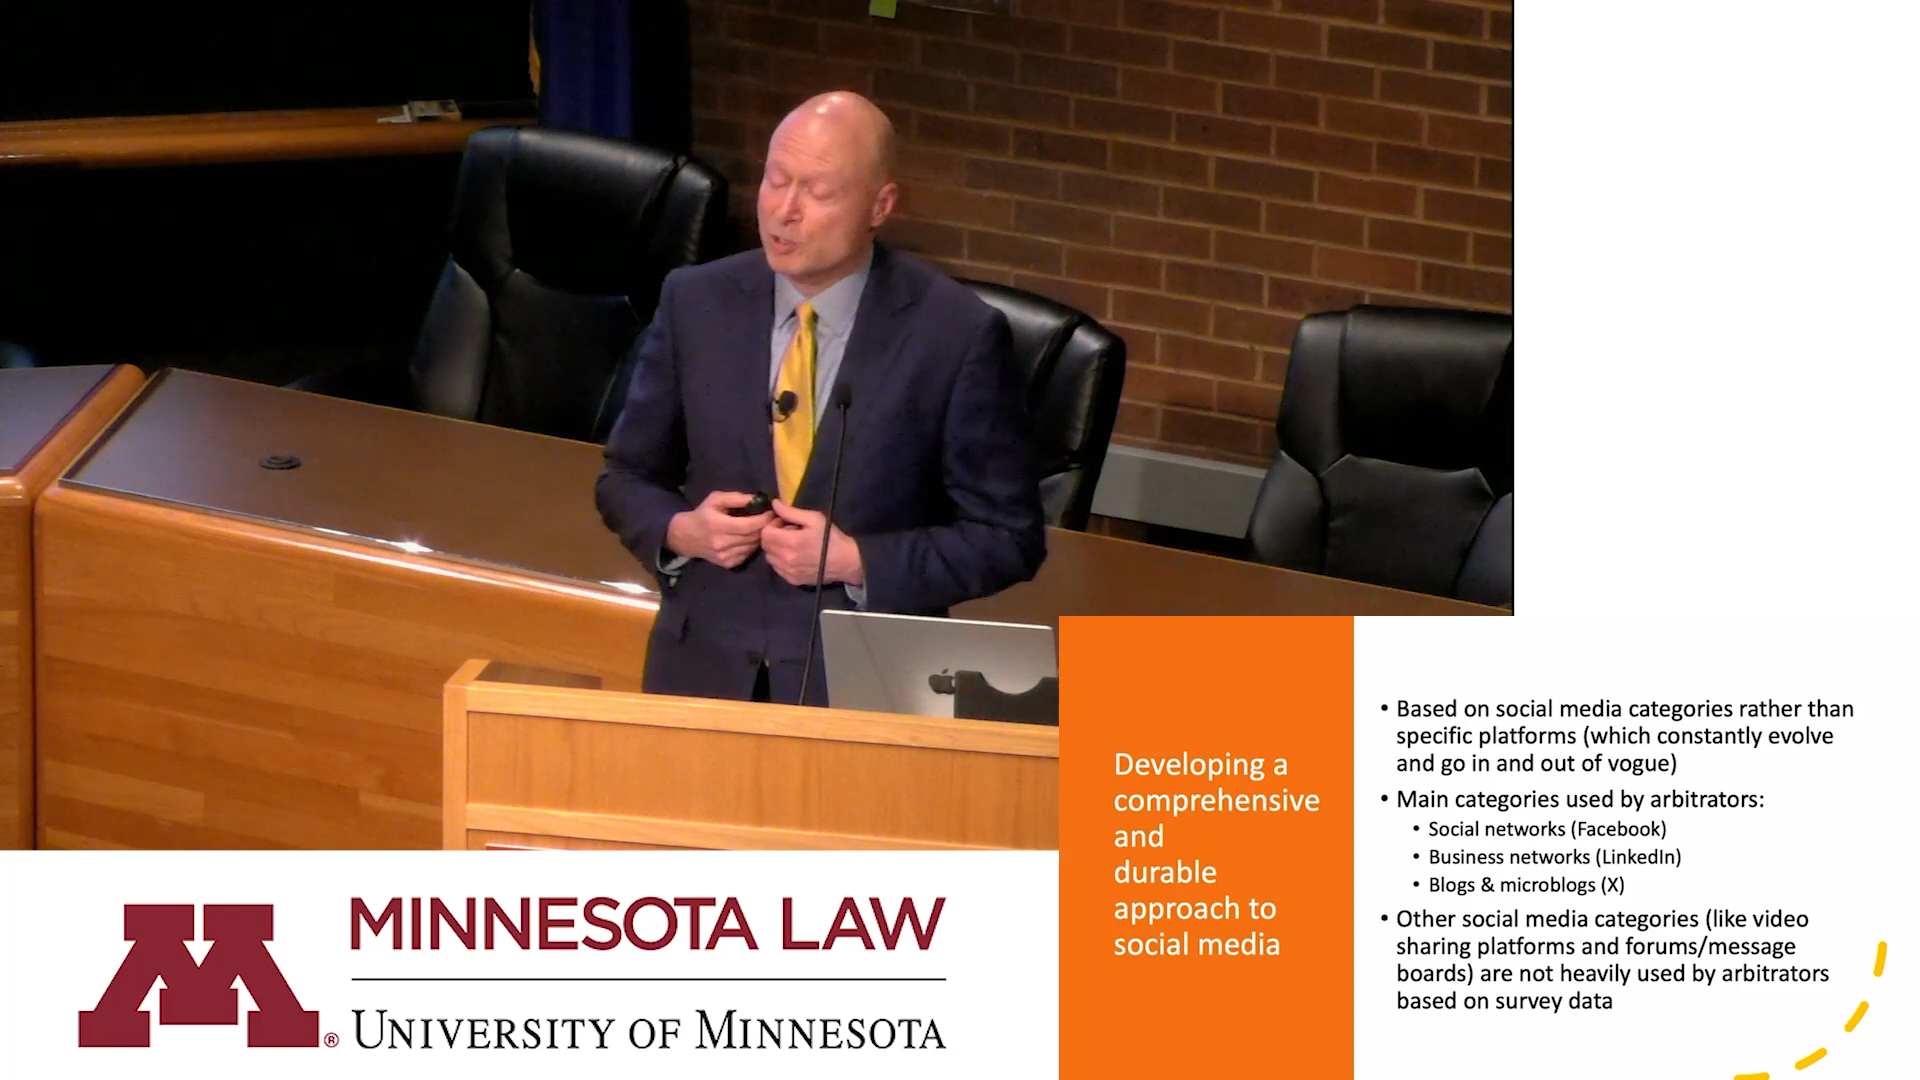 Developing a
comprehensive
and
durable
approach to
social media
• Based on social media categories rather than
specific platforms (which constantly evolve
and go in and out of vogue)
• Main categories used by arbitrators:
• Social networks (Facebook)
• Business networks (LinkedIn)
• Blogs & microblogs (X)
• Other social media categories (like video
sharing platforms and forums/message
boards) are not heavily used by arbitrators
based on survey data
M®
MINNESOTA LAW
UNIVERSITY OF MINNESOTA